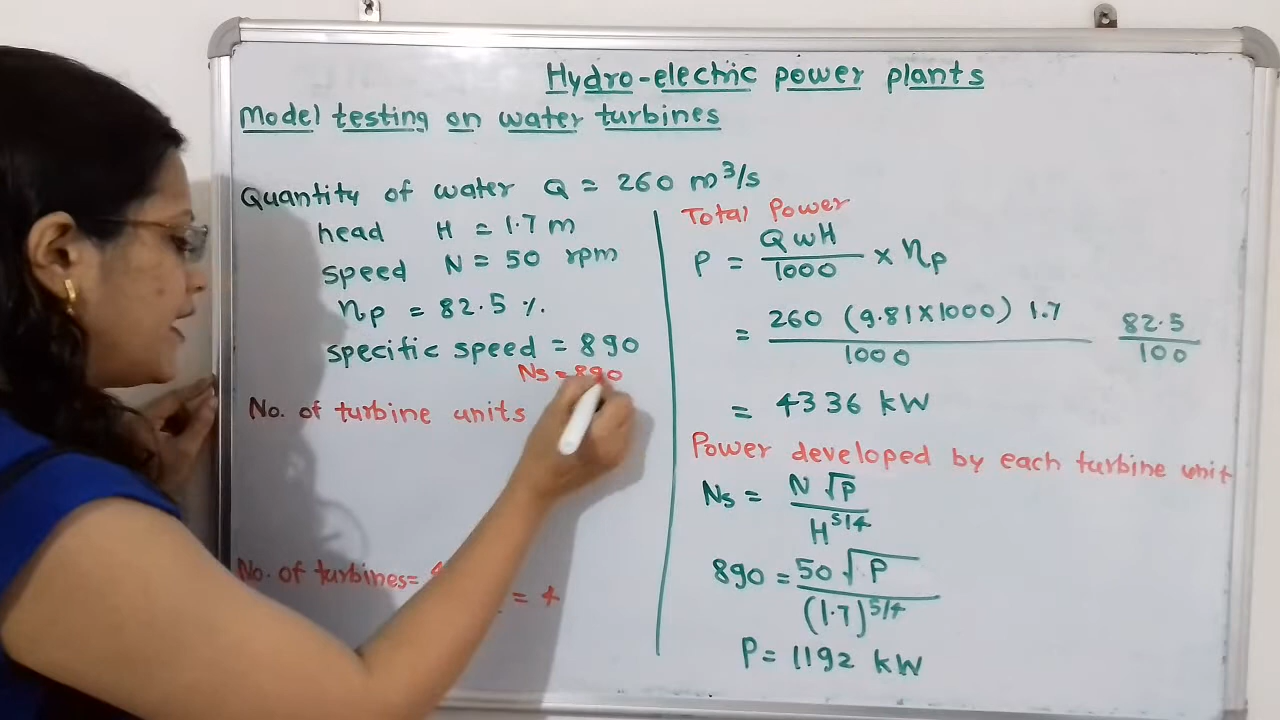 Hydro-electric power plants
Model testing on water turbines
Quantity of water Q = 260 m³/s
head H = 1.7 m
speed N = 50 rpm
ηp = 82.5 %.
specific speed = 890
Ns = 890
No. of turbine units
No. of turbines=
= 4
Total Power
P = QωH / 1000 × ηp
= 260 (9.81×1000) 1.7 / 1000 82.5 / 100
= 4336 kW
Power developed by each turbine unit
Ns = N √P / H^5/4
890 = 50 √P / (1.7)^5/4
P = 1192 kW